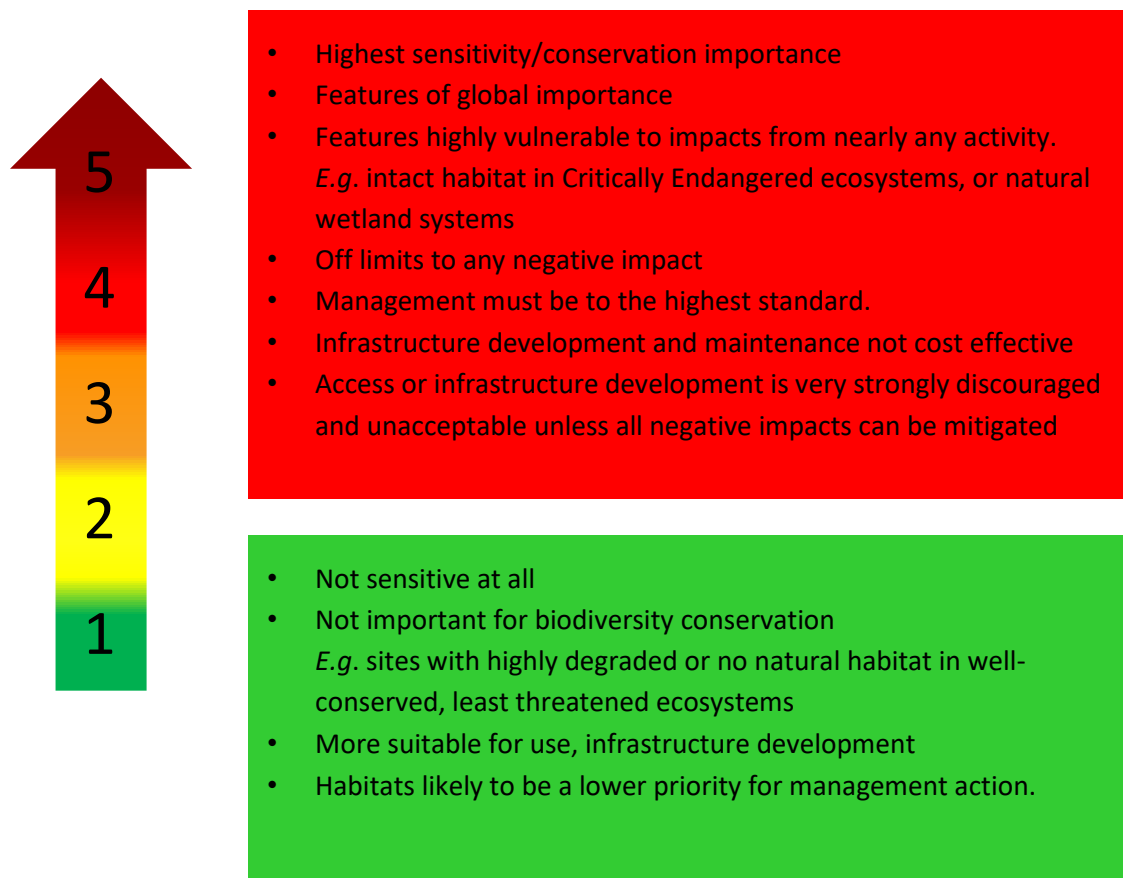 5
4
3
2
1
• Highest sensitivity/conservation importance
• Features of global importance
• Features highly vulnerable to impacts from nearly any activity.
E.g. intact habitat in Critically Endangered ecosystems, or natural
wetland systems
• Off limits to any negative impact
• Management must be to the highest standard.
• Infrastructure development and maintenance not cost effective
• Access or infrastructure development is very strongly discouraged
and unacceptable unless all negative impacts can be mitigated
• Not sensitive at all
• Not important for biodiversity conservation
E.g. sites with highly degraded or no natural habitat in well-
conserved, least threatened ecosystems
• More suitable for use, infrastructure development
• Habitats likely to be a lower priority for management action.